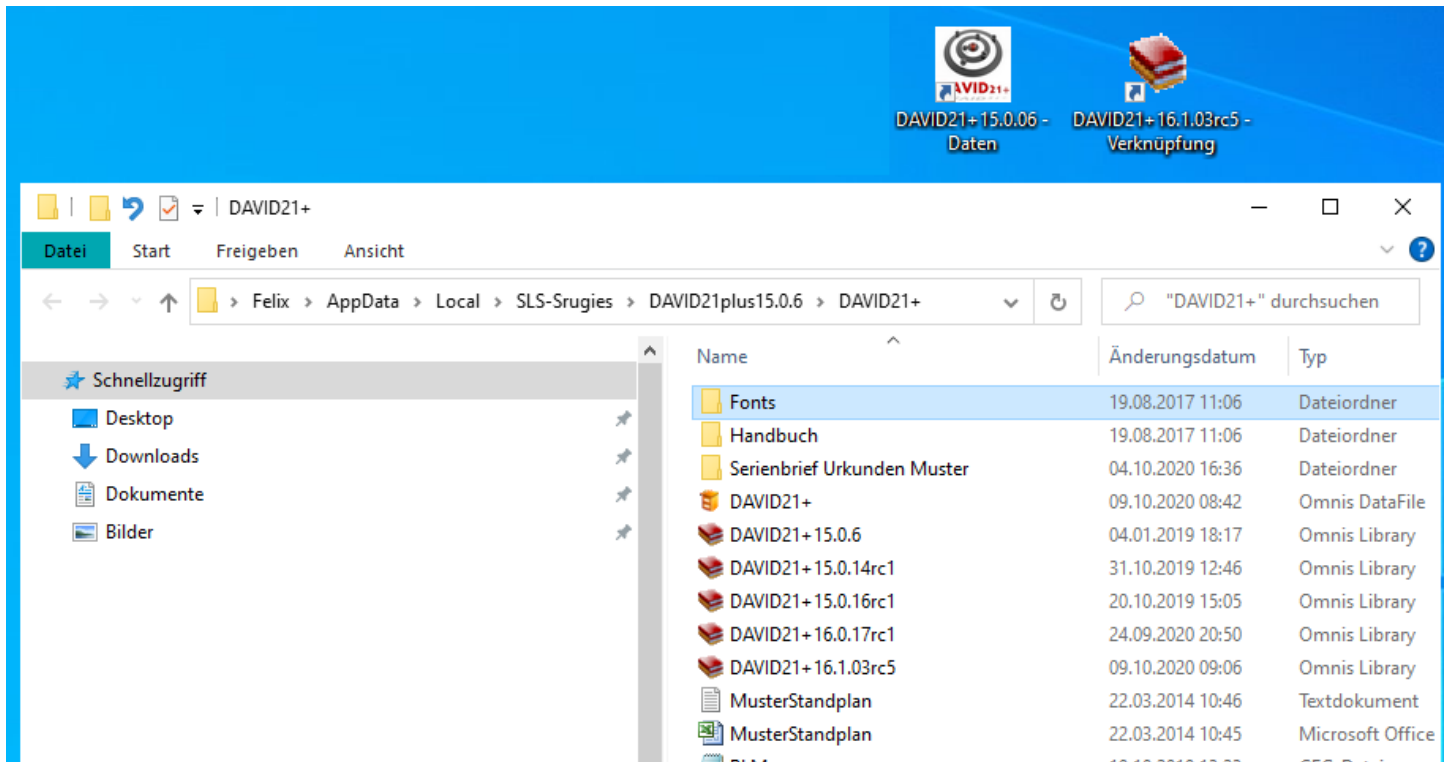 DAVID21+
DAVID21+ 15.0.06 - Daten
DAVID21+ 16.1.03rc5 - Verknüpfung
DAVID21+
Datei Start Freigeben Ansicht
Felix > AppData > Local > SLS-Srugies > DAVID21plus15.0.6 > DAVID21+ "DAVID21+" durchsuchen
Name Änderungsdatum Typ
Schnellzugriff
Desktop
Downloads
Dokumente
Bilder
Fonts 19.08.2017 11:06 Dateiordner
Handbuch 19.08.2017 11:06 Dateiordner
Serienbrief Urkunden Muster 04.10.2020 16:36 Dateiordner
DAVID21+ 09.10.2020 08:42 Omnis DataFile
DAVID21+ 15.0.6 04.01.2019 18:17 Omnis Library
DAVID21+ 15.0.14rc1 31.10.2019 12:46 Omnis Library
DAVID21+ 15.0.16rc1 20.10.2019 15:05 Omnis Library
DAVID21+ 16.0.17rc1 24.09.2020 20:50 Omnis Library
DAVID21+ 16.1.03rc5 09.10.2020 09:06 Omnis Library
MusterStandplan 22.03.2014 10:46 Textdokument
MusterStandplan 22.03.2014 10:45 Microsoft Office